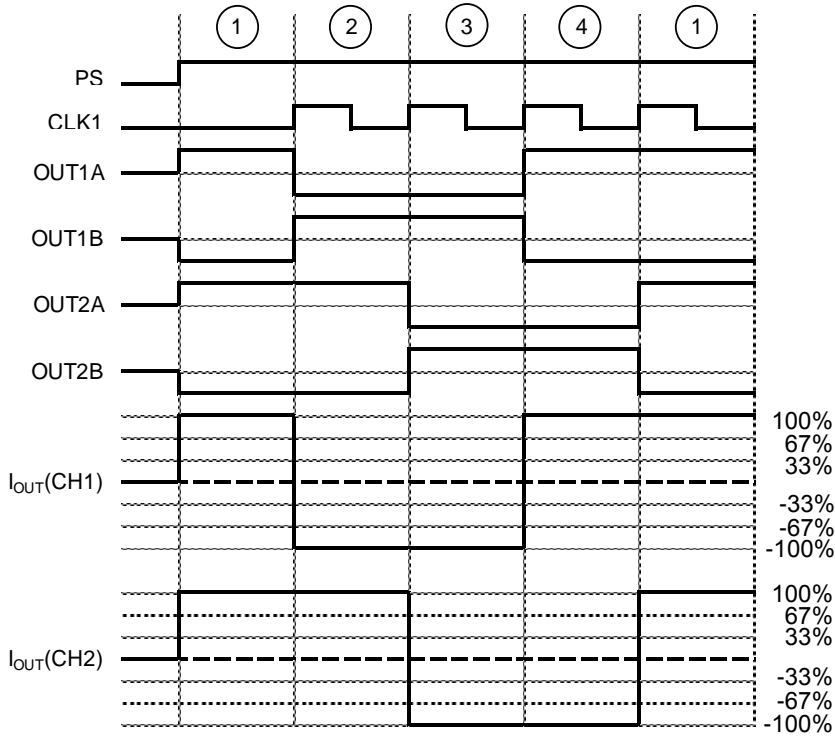 1 2 3 4 1
PS
CLK1
OUT1A
OUT1B
OUT2A
OUT2B
100%
67%
33%
IOUT(CH1)
-33%
-67%
-100%
100%
67%
33%
IOUT(CH2)
-33%
-67%
-100%